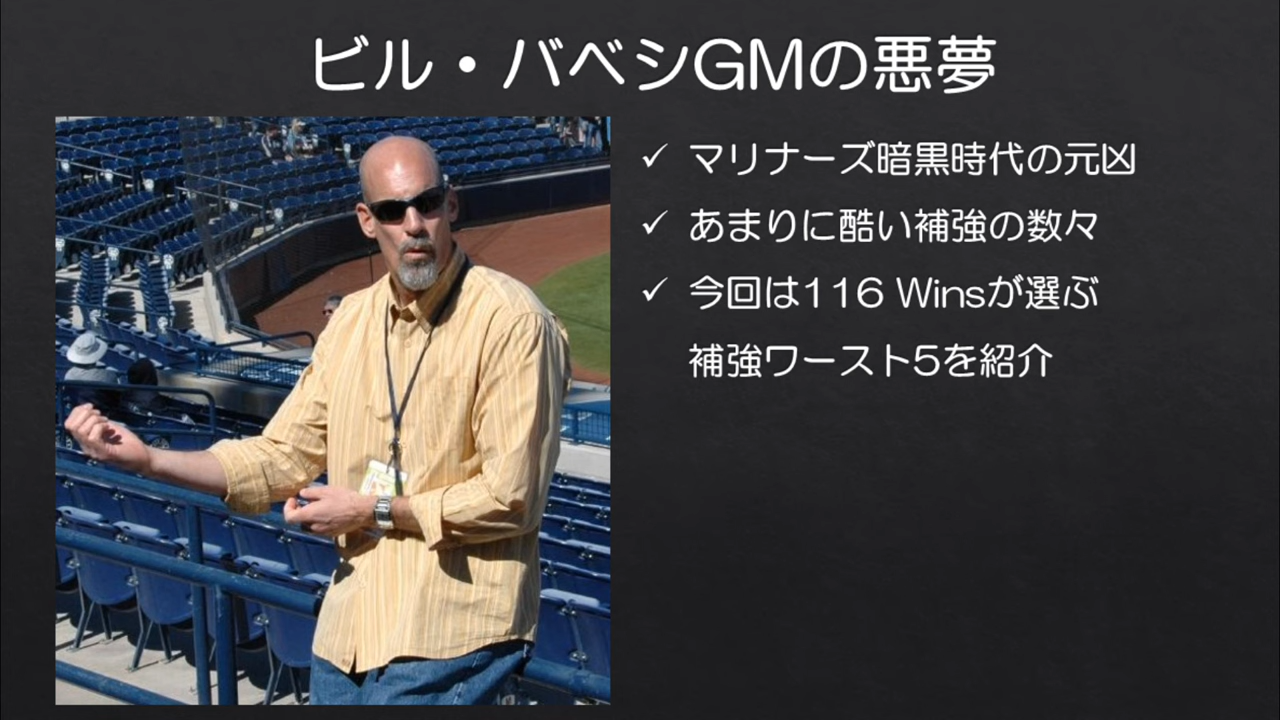 ビル・バベシGMの悪夢
✓ マリナーズ暗黒時代の元凶
✓ あまりに酷い補強の数々
✓ 今回は116 Winsが選ぶ
補強ワースト5を紹介